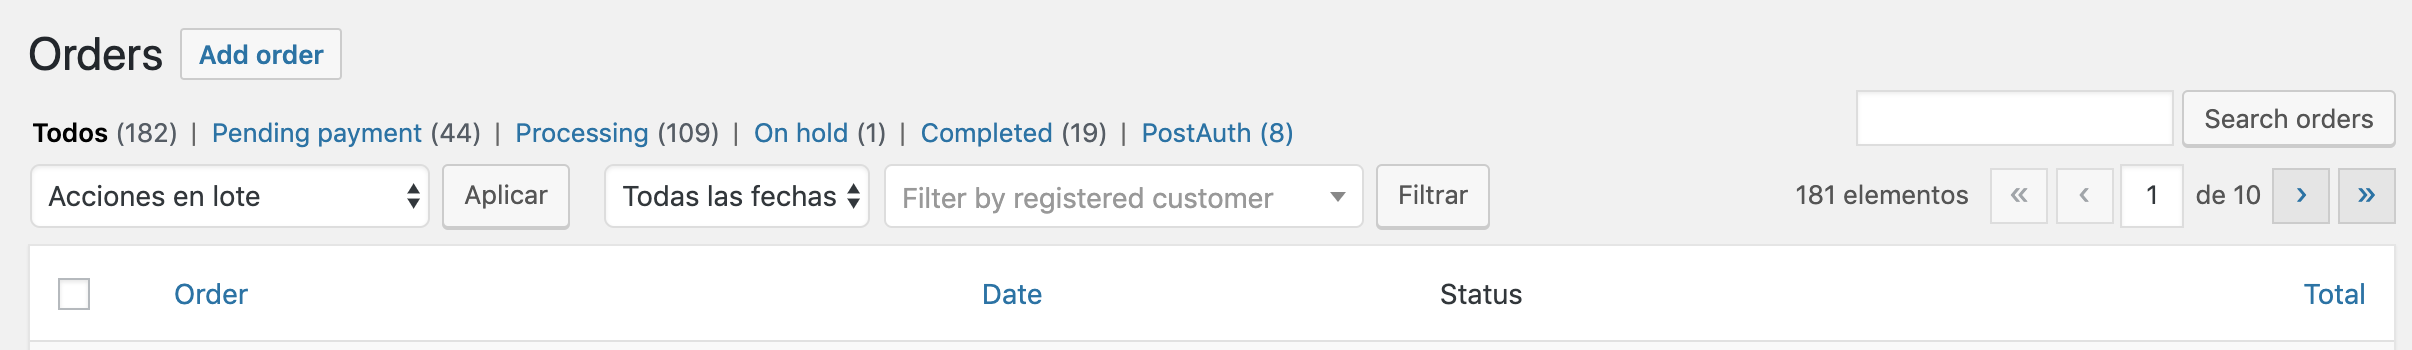 Orders Add order
Search orders
Todos (182) | Pending payment (44) | Processing (109) | On hold (1) | Completed (19) | PostAuth (8)
Acciones en lote Aplicar Todas las fechas Filter by registered customer Filtrar 181 elementos « ‹ 1 de 10 › »
Order Date Status Total